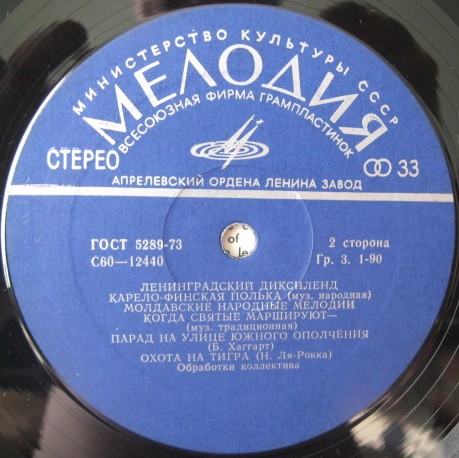 МИНИСТЕРСТВО КУЛЬТУРЫ СССР
МЕЛОДИЯ
ВСЕСОЮЗНАЯ ФИРМА ГРАМПЛАСТИНОК
СТЕРЕО
33
АПРЕЛЕВСКИЙ ОРДЕНА ЛЕНИНА ЗАВОД
ГОСТ 5289-73
2 сторона
С60—12440
Гр. 3. 1-90
of
ЛЕНИНГРАДСКИЙ ДИКСИЛЕНД
КАРЕЛО-ФИНСКАЯ ПОЛЬКА (муз. народная)
МОЛДАВСКИЕ НАРОДНЫЕ МЕЛОДИИ
КОГДА СВЯТЫЕ МАРШИРУЮТ—
(муз. традиционная)
ПАРАД НА УЛИЦЕ ЮЖНОГО ОПОЛЧЕНИЯ
(Б. Хаггарт)
ОХОТА НА ТИГРА (Н. Ля-Рокка)
Обработки коллектива